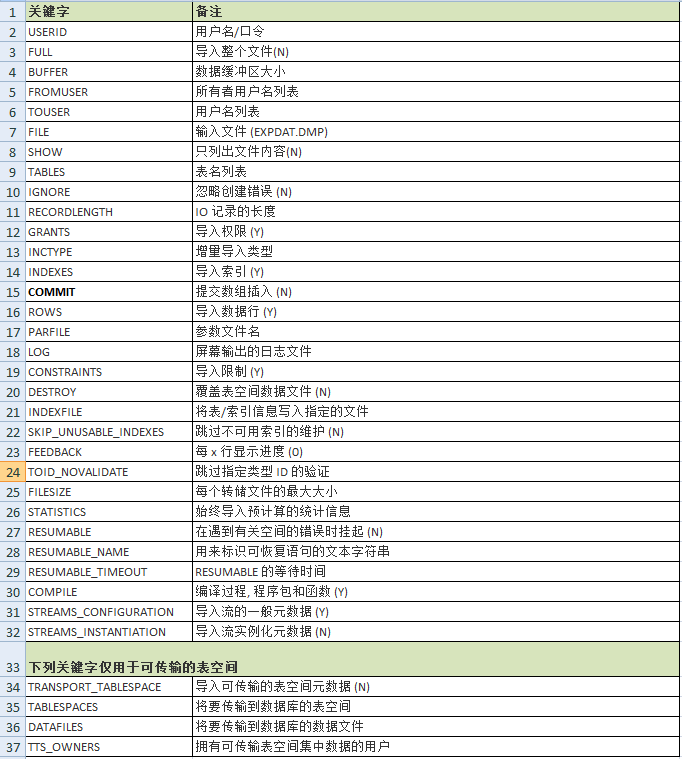 1 关键字 备注
2 USERID 用户名/口令
3 FULL 导入整个文件(N)
4 BUFFER 数据缓冲区大小
5 FROMUSER 所有者用户名列表
6 TOUSER 用户名列表
7 FILE 输入文件 (EXPDAT.DMP)
8 SHOW 只列出文件内容(N)
9 TABLES 表名列表
10 IGNORE 忽略创建错误 (N)
11 RECORDLENGTH IO 记录的长度
12 GRANTS 导入权限 (Y)
13 INCTYPE 增量导入类型
14 INDEXES 导入索引 (Y)
15 COMMIT 提交数组插入 (N)
16 ROWS 导入数据行 (Y)
17 PARFILE 参数文件名
18 LOG 屏幕输出的日志文件
19 CONSTRAINTS 导入限制 (Y)
20 DESTROY 覆盖表空间数据文件 (N)
21 INDEXFILE 将表/索引信息写入指定的文件
22 SKIP_UNUSABLE_INDEXES 跳过不可用索引的维护 (N)
23 FEEDBACK 每 x 行显示进度 (0)
24 TOID_NOVALIDATE 跳过指定类型 ID 的验证
25 FILESIZE 每个转储文件的最大大小
26 STATISTICS 始终导入预计算的统计信息
27 RESUMABLE 在遇到有关空间的错误时挂起 (N)
28 RESUMABLE_NAME 用来标识可恢复语句的文本字符串
29 RESUMABLE_TIMEOUT RESUMABLE 的等待时间
30 COMPILE 编译过程, 程序包和函数 (Y)
31 STREAMS_CONFIGURATION 导入流的一般元数据 (Y)
32 STREAMS_INSTANTIATION 导入流实例化元数据 (N)
33 下列关键字仅用于可传输的表空间
34 TRANSPORT_TABLESPACE 导入可传输的表空间元数据 (N)
35 TABLESPACES 将要传输到数据库的表空间
36 DATAFILES 将要传输到数据库的数据文件
37 TTS_OWNERS 拥有可传输表空间集中数据的用户